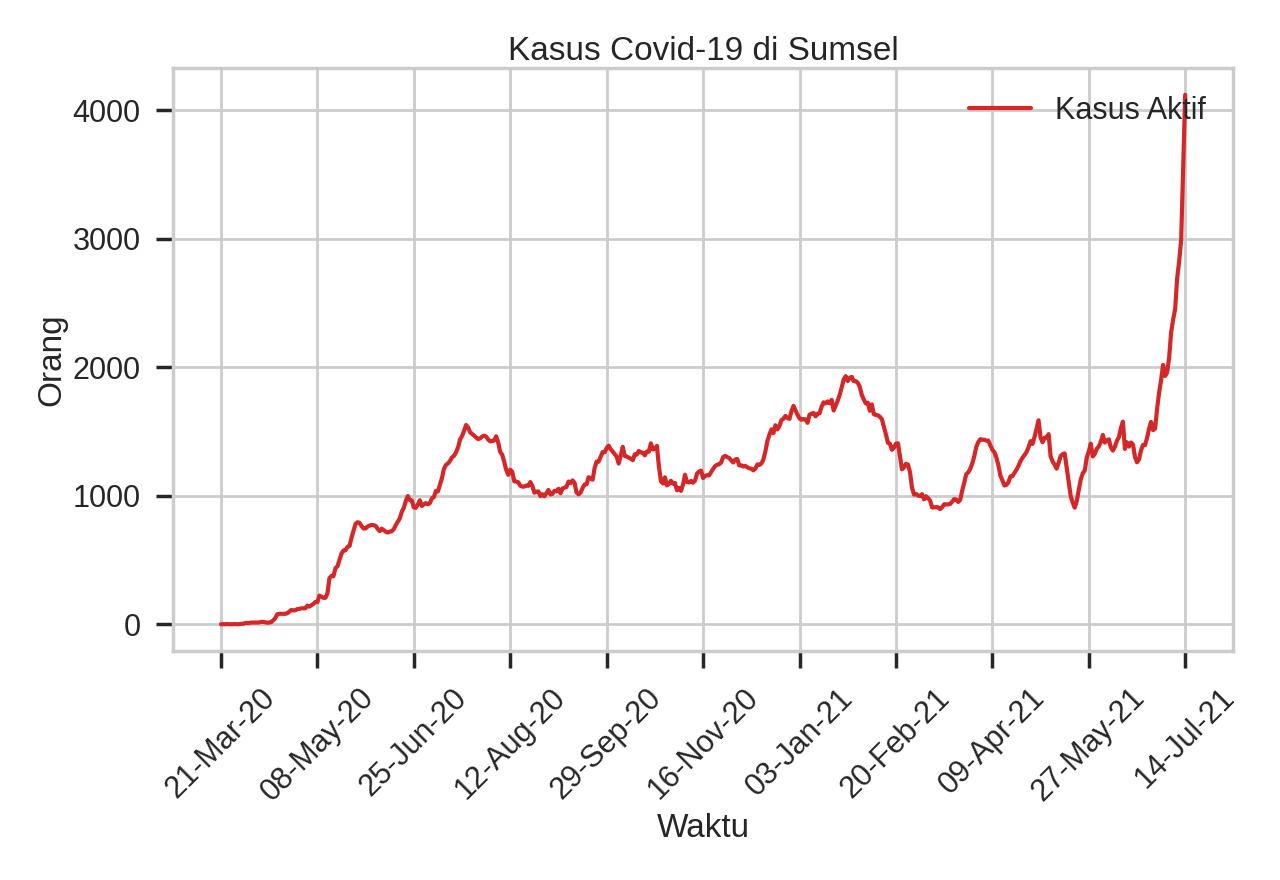 Kasus Covid-19 di Sumsel
Kasus Aktif
4000
3000
2000
1000
0
Orang
21-Mar-20
08-May-20
25-Jun-20
12-Aug-20
29-Sep-20
16-Nov-20
03-Jan-21
20-Feb-21
09-Apr-21
27-May-21
14-Jul-21
Waktu